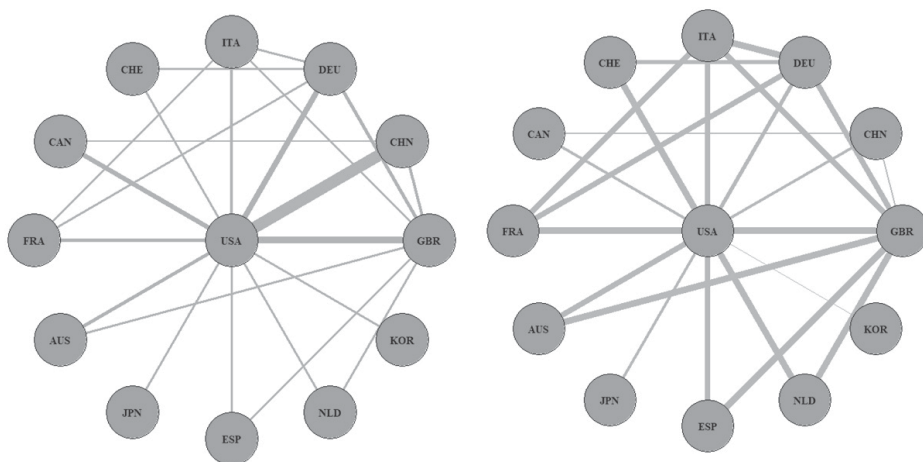 ITA
CHE
DEU
CAN
CHN
FRA
USA
GBR
AUS
KOR
JPN
NLD
ESP
ITA
CHE
DEU
CAN
CHN
FRA
USA
GBR
AUS
KOR
JPN
NLD
ESP